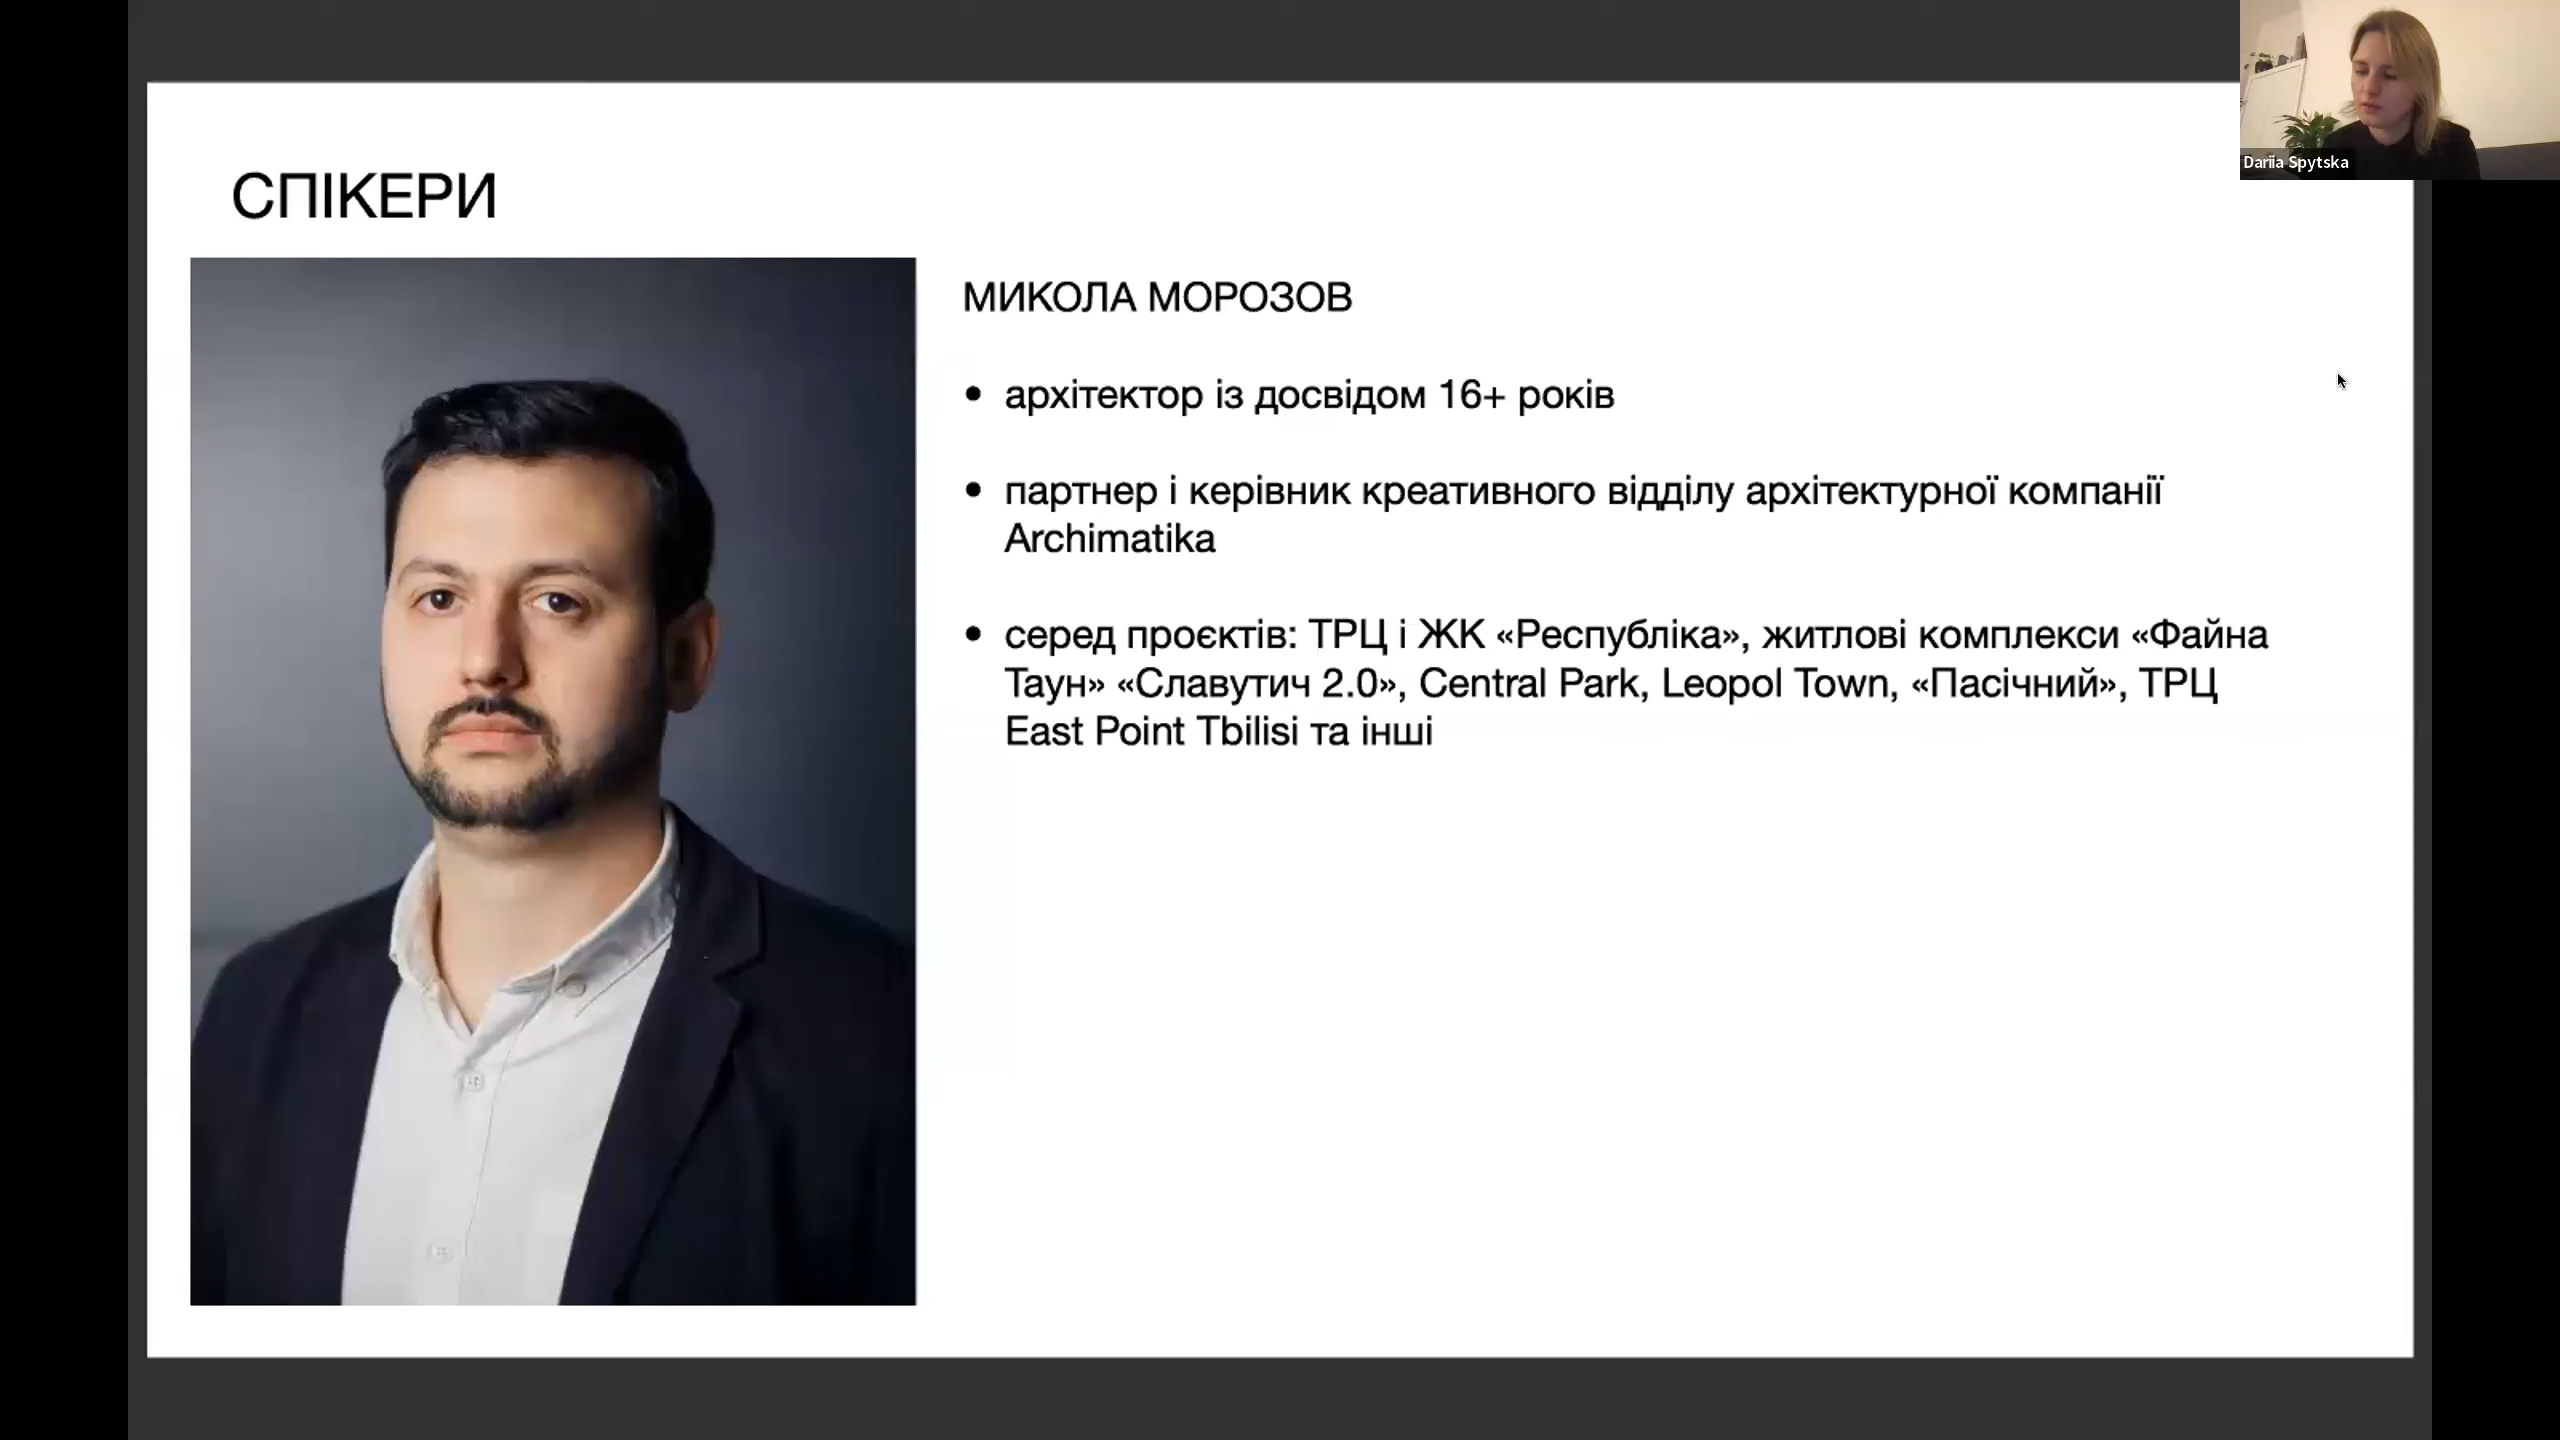 СПІКЕРИ
МИКОЛА МОРОЗОВ
• архітектор із досвідом 16+ років
• партнер і керівник креативного відділу архітектурної компанії
Archimatika
• серед проєктів: ТРЦ і ЖК «Республіка», житлові комплекси «Файна
Таун» «Славутич 2.0», Central Park, Leopol Town, «Пасічний», ТРЦ
East Point Tbilisi та інші
Dariia Spytska